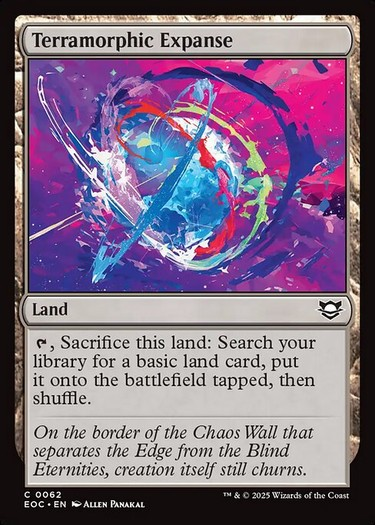 Terramorphic Expanse
Land
, Sacrifice this land: Search your
library for a basic land card, put
it onto the battlefield tapped, then
shuffle.
On the border of the Chaos Wall that
separates the Edge from the Blind
Eternities, creation itself still churns.
C 0062
EOC • EN Allen Panakal
™ & © 2025 Wizards of the Coast